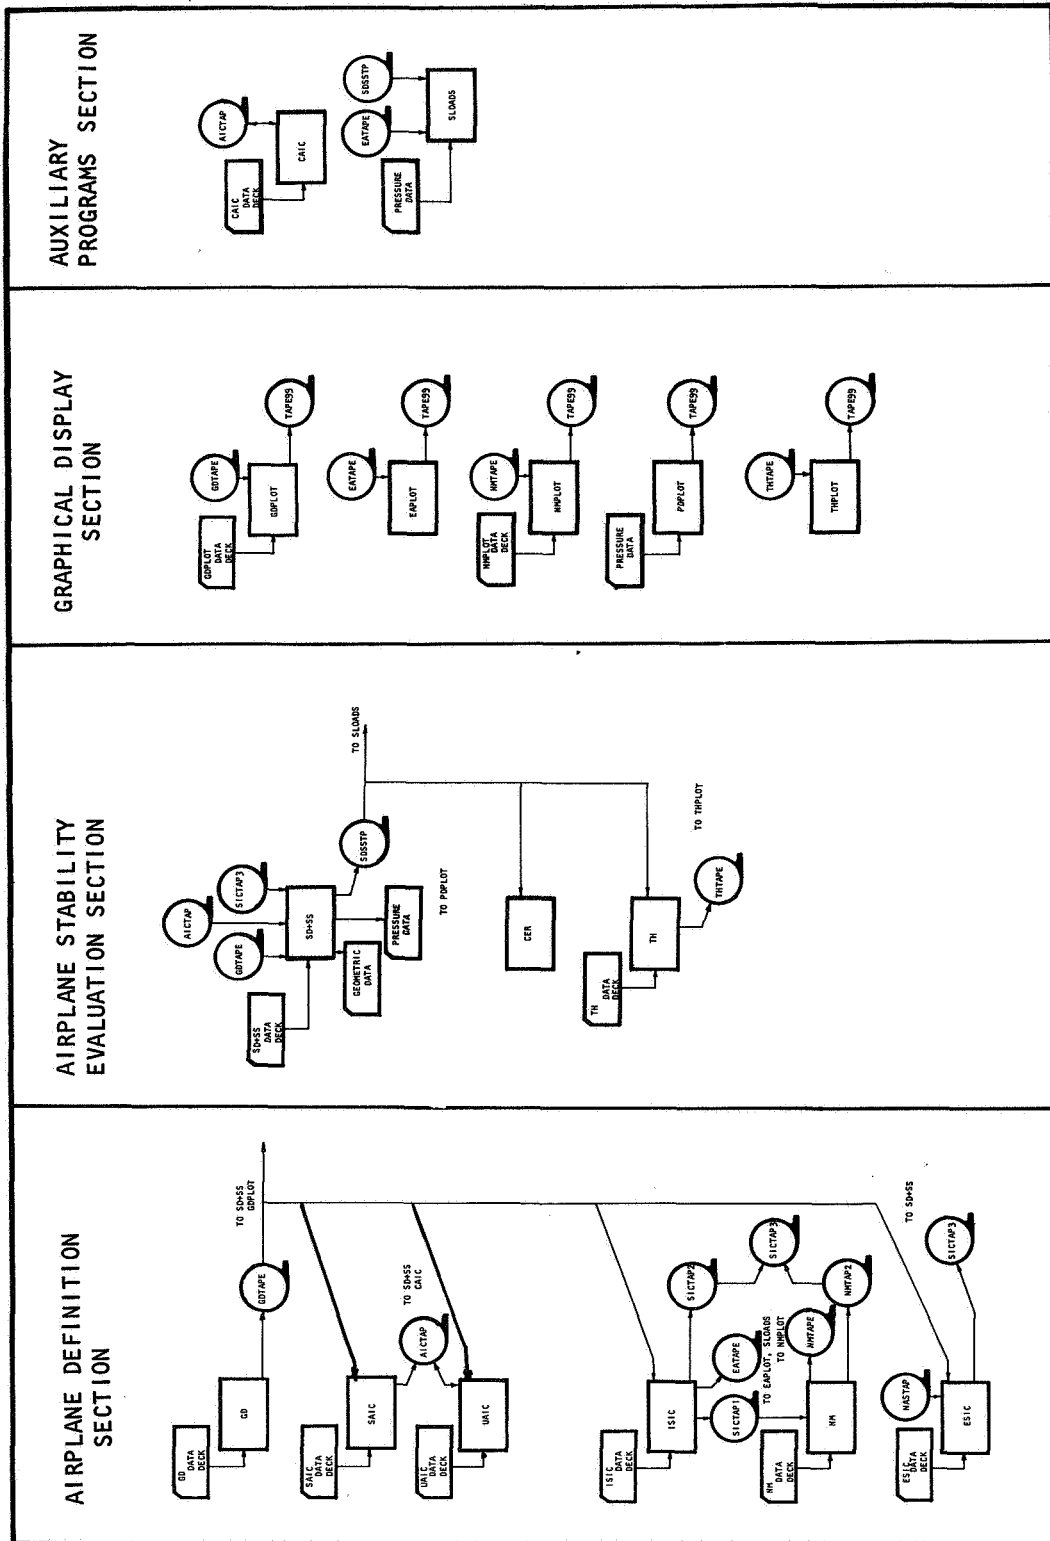 AIRPLANE DEFINITION
SECTION
GD
DATA
DECK
GD
GDTAPE
TO SD+SS
GDPLOT
SAIC
DATA
DECK
SAIC
AICTAP
TO SD+SS
CAIC
UAIC
DATA
DECK
UAIC
ISIC
DATA
DECK
ISIC
SICTAP2
SICTAP3
EATAPE
SICTAP1
TO EAPLOT, SLOADS
TO NMPLOT
NMTAPE
NMTAP2
NM
DATA
DECK
NM
NASTAP
ESIC
DATA
DECK
ESIC
SICTAP3
TO SD+SS
AIRPLANE STABILITY
EVALUATION SECTION
AICTAP
GDTAPE
SICTAP3
SD+SS
DATA
DECK
SD+SS
SDSSTP
TO SLOADS
GEOMETRIC
DATA
PRESSURE
DATA
TO PDPLOT
CER
TH
DATA
DECK
TH
THTAPE
TO THPLOT
GRAPHICAL DISPLAY
SECTION
GDPLOT
DATA
DECK
GDTAPE
GDPLOT
TAPE99
EATAPE
EAPLOT
TAPE99
NMPLOT
DATA
DECK
NMTAPE
NMPLOT
TAPE99
PRESSURE
DATA
PDPLOT
TAPE99
THTAPE
THPLOT
TAPE99
AUXILIARY
PROGRAMS SECTION
CAIC
DATA
DECK
AICTAP
CAIC
PRESSURE
DATA
EATAPE
SDSSTP
SLOADS